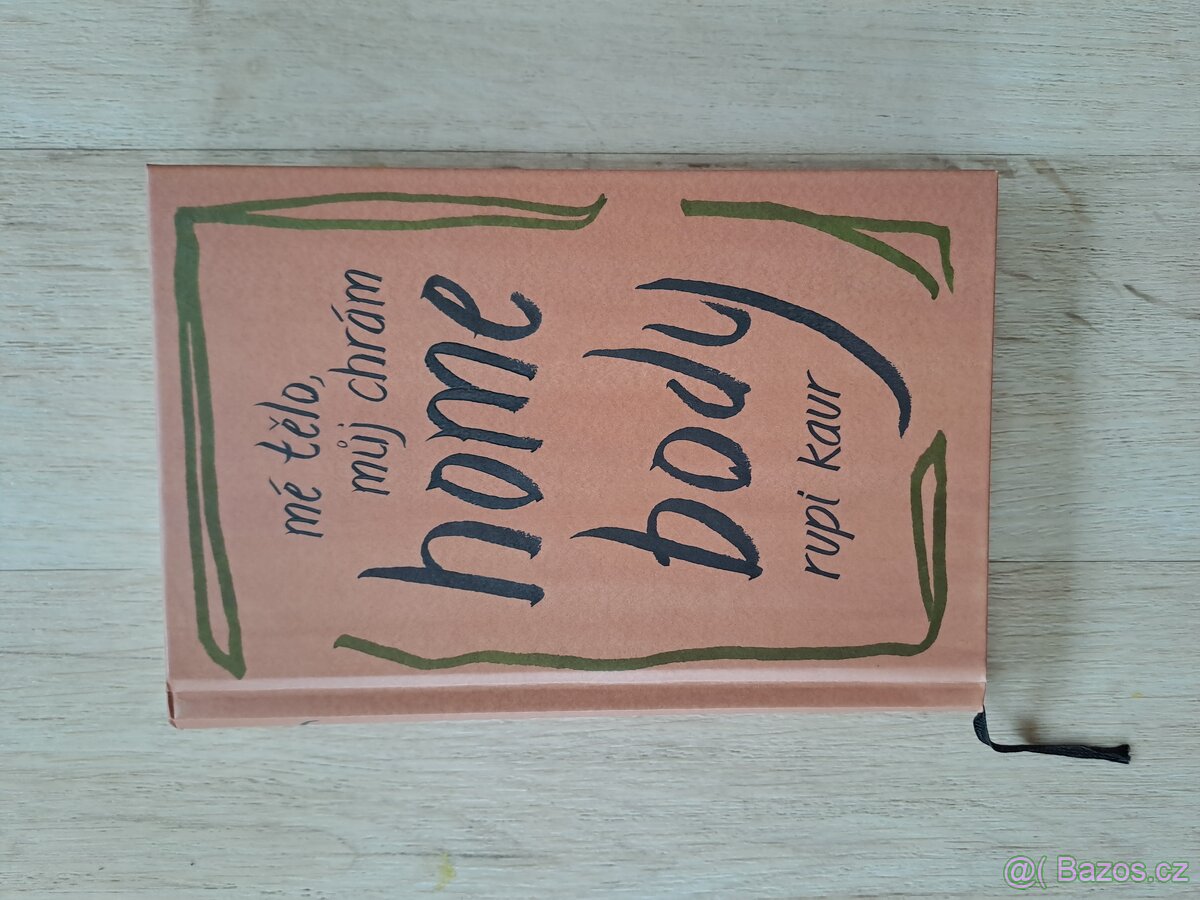 mé tělo,
můj chrám
home
body
rupi kaur
@( Bazos.cz